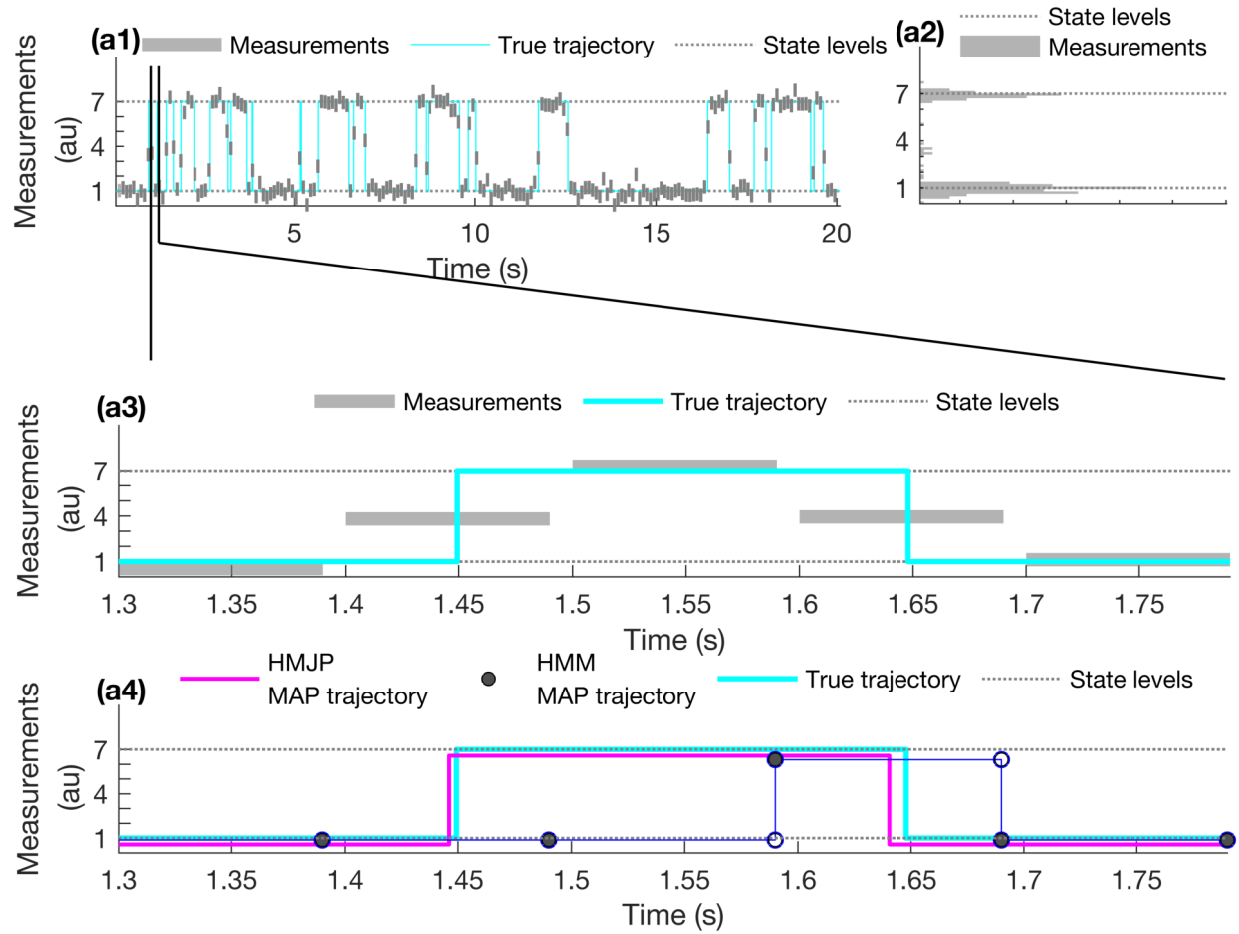 (a1) Measurements True trajectory State levels
Measurements
(au)
7
4
1
5 10 15 20
Time (s)
(a2) State levels
Measurements
7
4
1
(a3) Measurements True trajectory State levels
Measurements
(au)
7
4
1
1.3 1.35 1.4 1.45 1.5 1.55 1.6 1.65 1.7 1.75
Time (s)
(a4) HMJP
MAP trajectory
HMM
MAP trajectory
True trajectory
State levels
Measurements
(au)
7
4
1
1.3 1.35 1.4 1.45 1.5 1.55 1.6 1.65 1.7 1.75
Time (s)